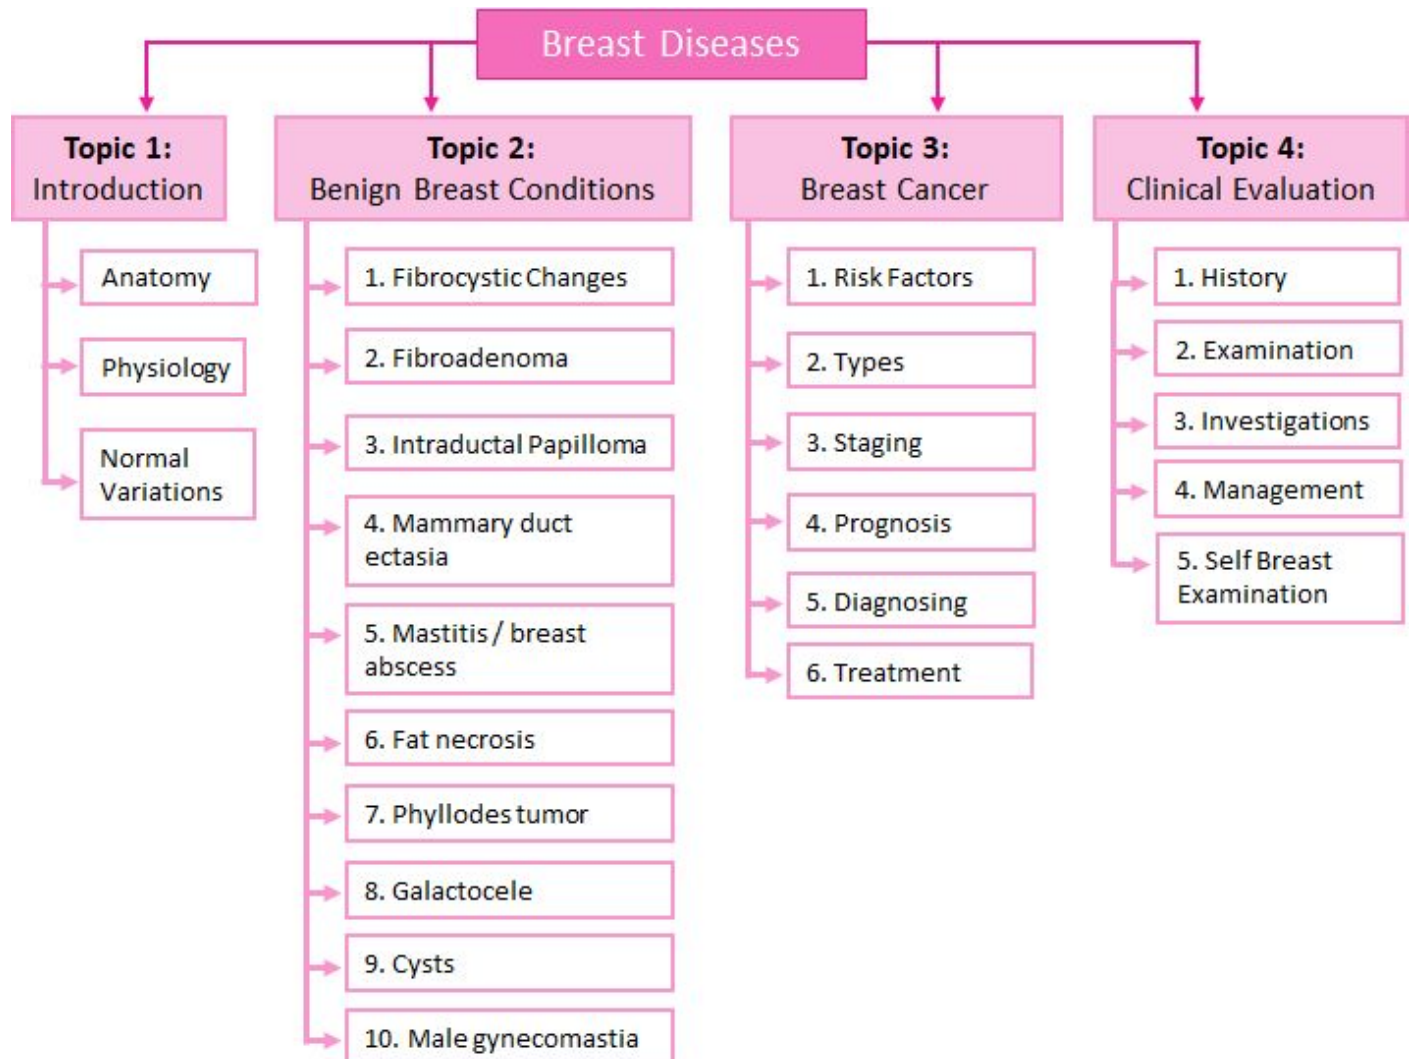 Breast Diseases
Topic 1:
Introduction
Anatomy
Physiology
Normal
Variations
Topic 2:
Benign Breast Conditions
1. Fibrocystic Changes
2. Fibroadenoma
3. Intraductal Papilloma
4. Mammary duct
ectasia
5. Mastitis / breast
abscess
6. Fat necrosis
7. Phyllodes tumor
8. Galactocele
9. Cysts
10. Male gynecomastia
Topic 3:
Breast Cancer
1. Risk Factors
2. Types
3. Staging
4. Prognosis
5. Diagnosing
6. Treatment
Topic 4:
Clinical Evaluation
1. History
2. Examination
3. Investigations
4. Management
5. Self Breast
Examination